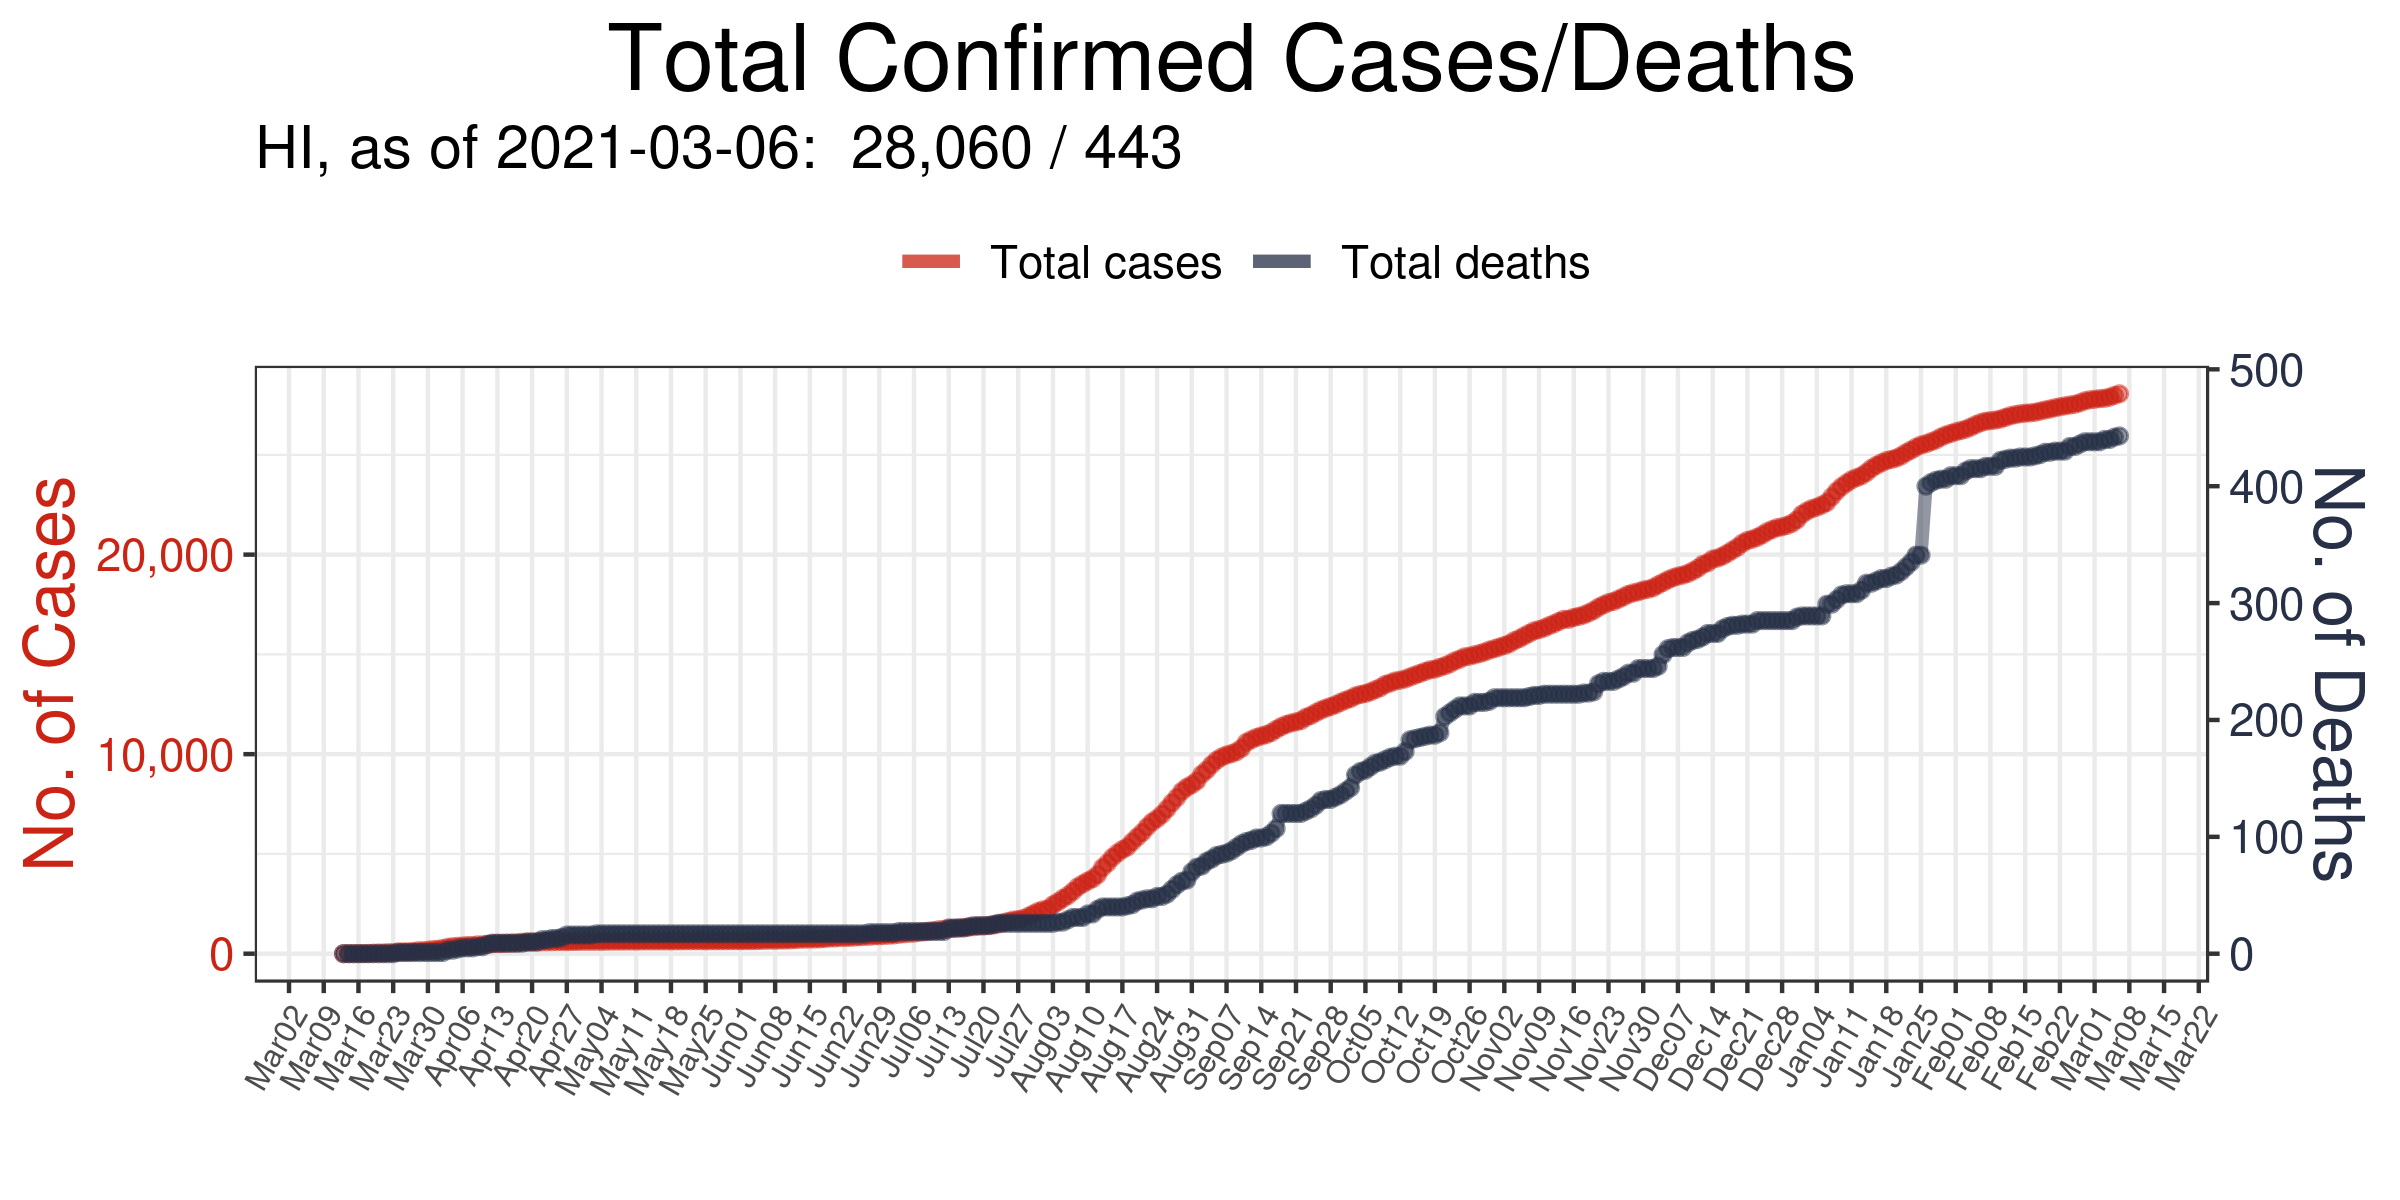 Total Confirmed Cases/Deaths
HI, as of 2021-03-06:  28,060 / 443
Total cases
Total deaths
No. of Cases
20,000
10,000
0
500
400
300
200
100
0
No. of Deaths
Mar02
Mar09
Mar16
Mar23
Mar30
Apr06
Apr13
Apr20
Apr27
May04
May11
May18
May25
Jun01
Jun08
Jun15
Jun22
Jun29
Jul06
Jul13
Jul20
Jul27
Aug03
Aug10
Aug17
Aug24
Aug31
Sep07
Sep14
Sep21
Sep28
Oct05
Oct12
Oct19
Oct26
Nov02
Nov09
Nov16
Nov23
Nov30
Dec07
Dec14
Dec21
Dec28
Jan04
Jan11
Jan18
Jan25
Feb01
Feb08
Feb15
Feb22
Mar01
Mar08
Mar15
Mar22